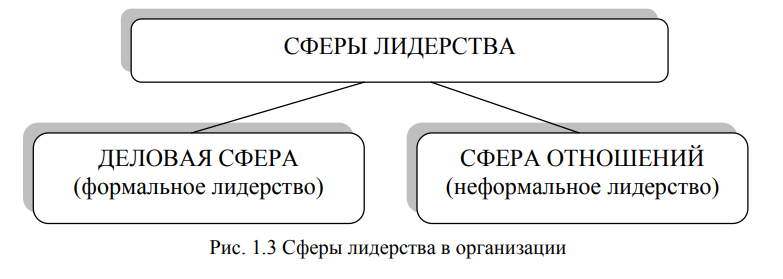 СФЕРЫ ЛИДЕРСТВА
ДЕЛОВАЯ СФЕРА
(формальное лидерство)
СФЕРА ОТНОШЕНИЙ
(неформальное лидерство)
Рис. 1.3 Сферы лидерства в организации